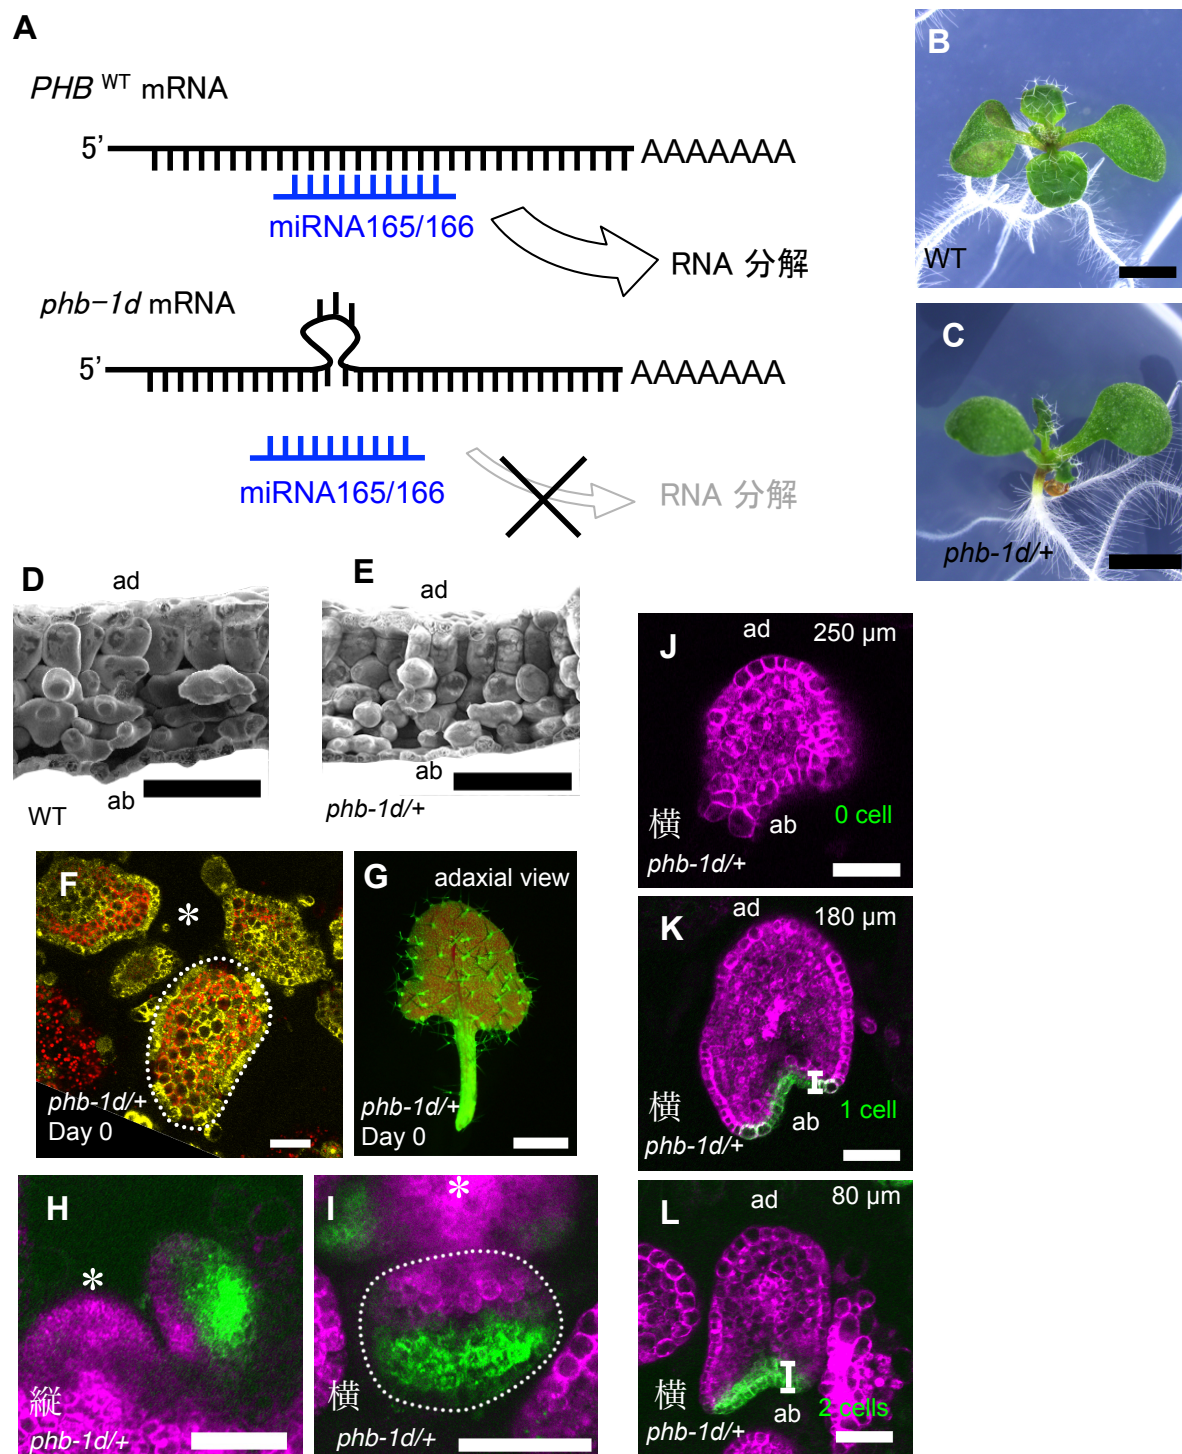 A
PHB WT mRNA
5’
AAAAAAA
miRNA165/166
RNA 分解
phb-1d mRNA
5’
AAAAAAA
miRNA165/166
RNA 分解
B
WT
C
phb-1d/+
D
ad
ab
WT
E
ad
ab
phb-1d/+
F
*
phb-1d/+
Day 0
G
adaxial view
phb-1d/+
Day 0
H
*
縦
phb-1d/+
I
*
横
phb-1d/+
J
ad
250 µm
横
ab
0 cell
phb-1d/+
K
ad
180 µm
横
ab
1 cell
phb-1d/+
L
ad
80 µm
横
ab
2 cells
phb-1d/+